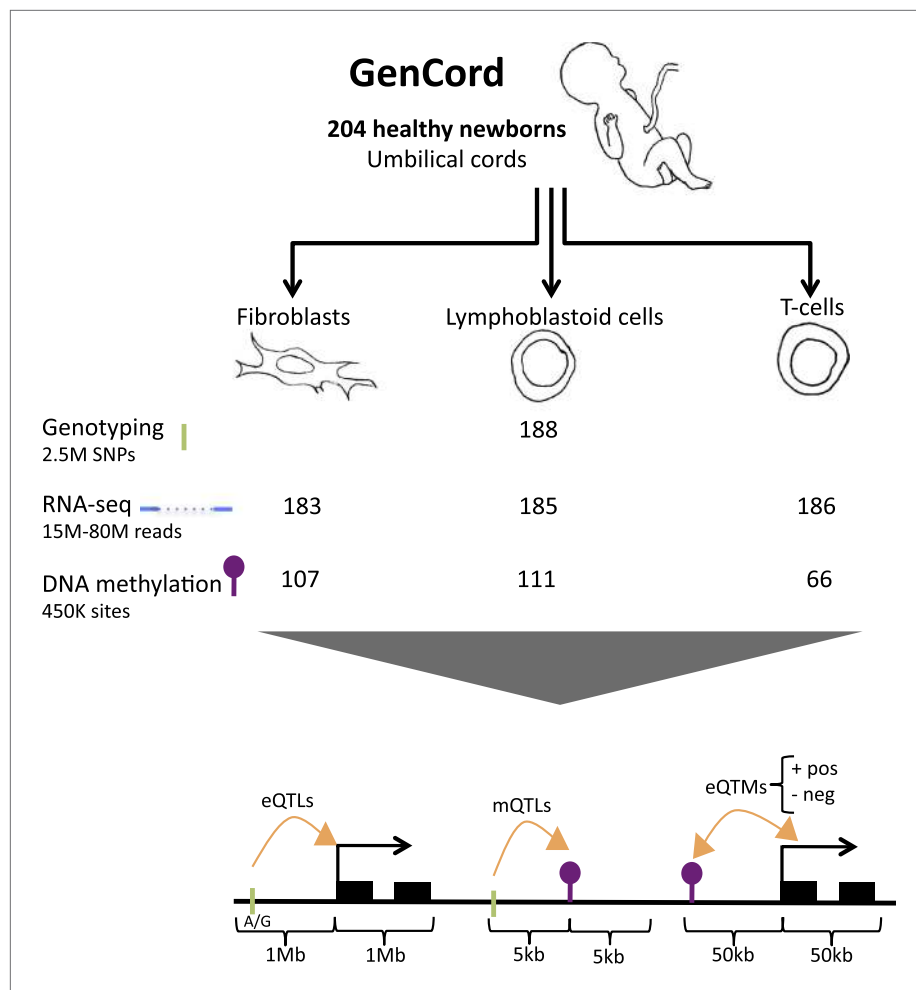 GenCord
204 healthy newborns
Umbilical cords
Fibroblasts
Lymphoblastoid cells
T-cells
Genotyping
2.5M SNPs
188
RNA-seq
15M-80M reads
183
185
186
DNA methylation
450K sites
107
111
66
eQTLs
mQTLs
eQTMs
+ pos
- neg
A/G
1Mb
1Mb
5kb
5kb
50kb
50kb